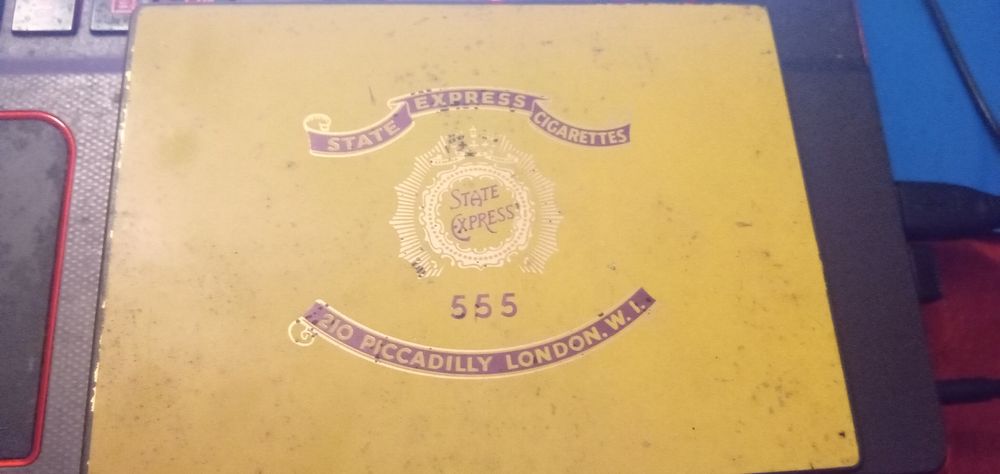 STATE EXPRESS CIGARETTES
STATE
EXPRESS
555
210 PICCADILLY LONDON. W. I.